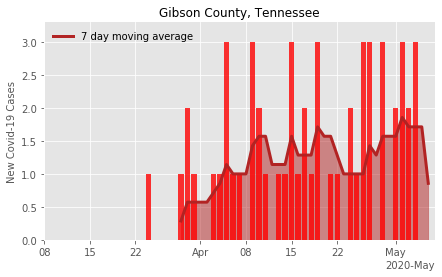 Gibson County, Tennessee
7 day moving average
New Covid-19 Cases
3.0
2.5
2.0
1.5
1.0
0.5
0.0
08 15 22 Apr 08 15 22 May
2020-May